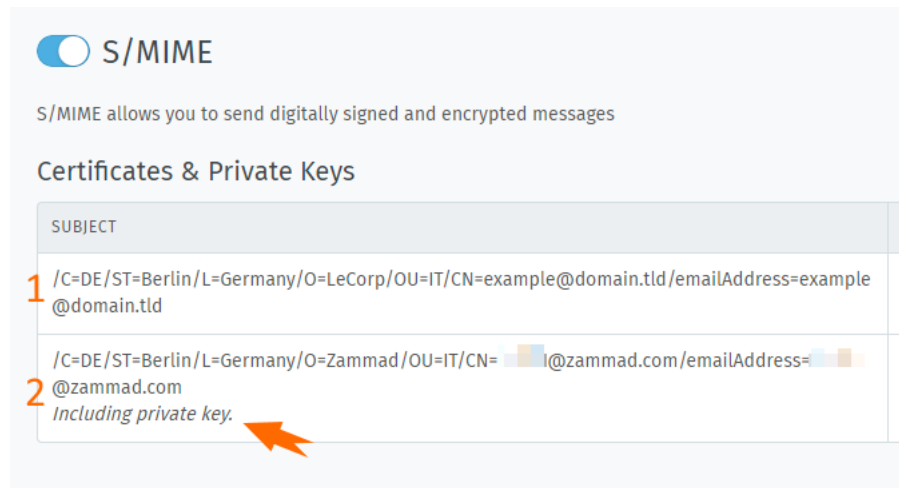 S/MIME
S/MIME allows you to send digitally signed and encrypted messages
Certificates & Private Keys
SUBJECT
1
/C=DE/ST=Berlin/L=Germany/O=LeCorp/OU=IT/CN=example@domain.tld/emailAddress=example
@domain.tld
/C=DE/ST=Berlin/L=Germany/O=Zammad/OU=IT/CN= @zammad.com/emailAddress=
2
@zammad.com
Including private key.